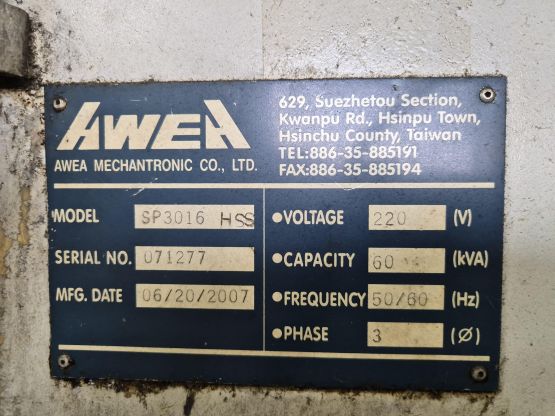 AWEA
AWEA MECHANTRONIC CO., LTD.
629, Suezhetou Section,
Kwanpu Rd., Hsinpu Town,
Hsinchu County, Taiwan
TEL:886-35-885191
FAX:886-35-885194
MODEL SP3016 HSS
SERIAL NO. 071277
MFG. DATE 06/20/2007
●VOLTAGE 220 (V)
●CAPACITY 60 (kVA)
●FREQUENCY 50/60 (Hz)
●PHASE 3 (Ø)